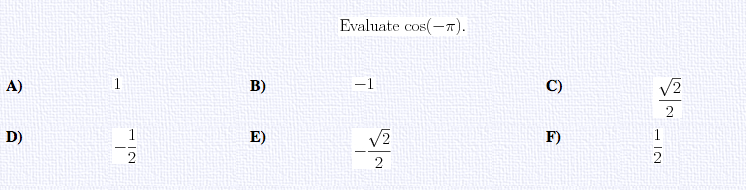 Evaluate cos(−π).
A) 1 B) −1 C) √2/2
D) −1/2 E) −√2/2 F) 1/2